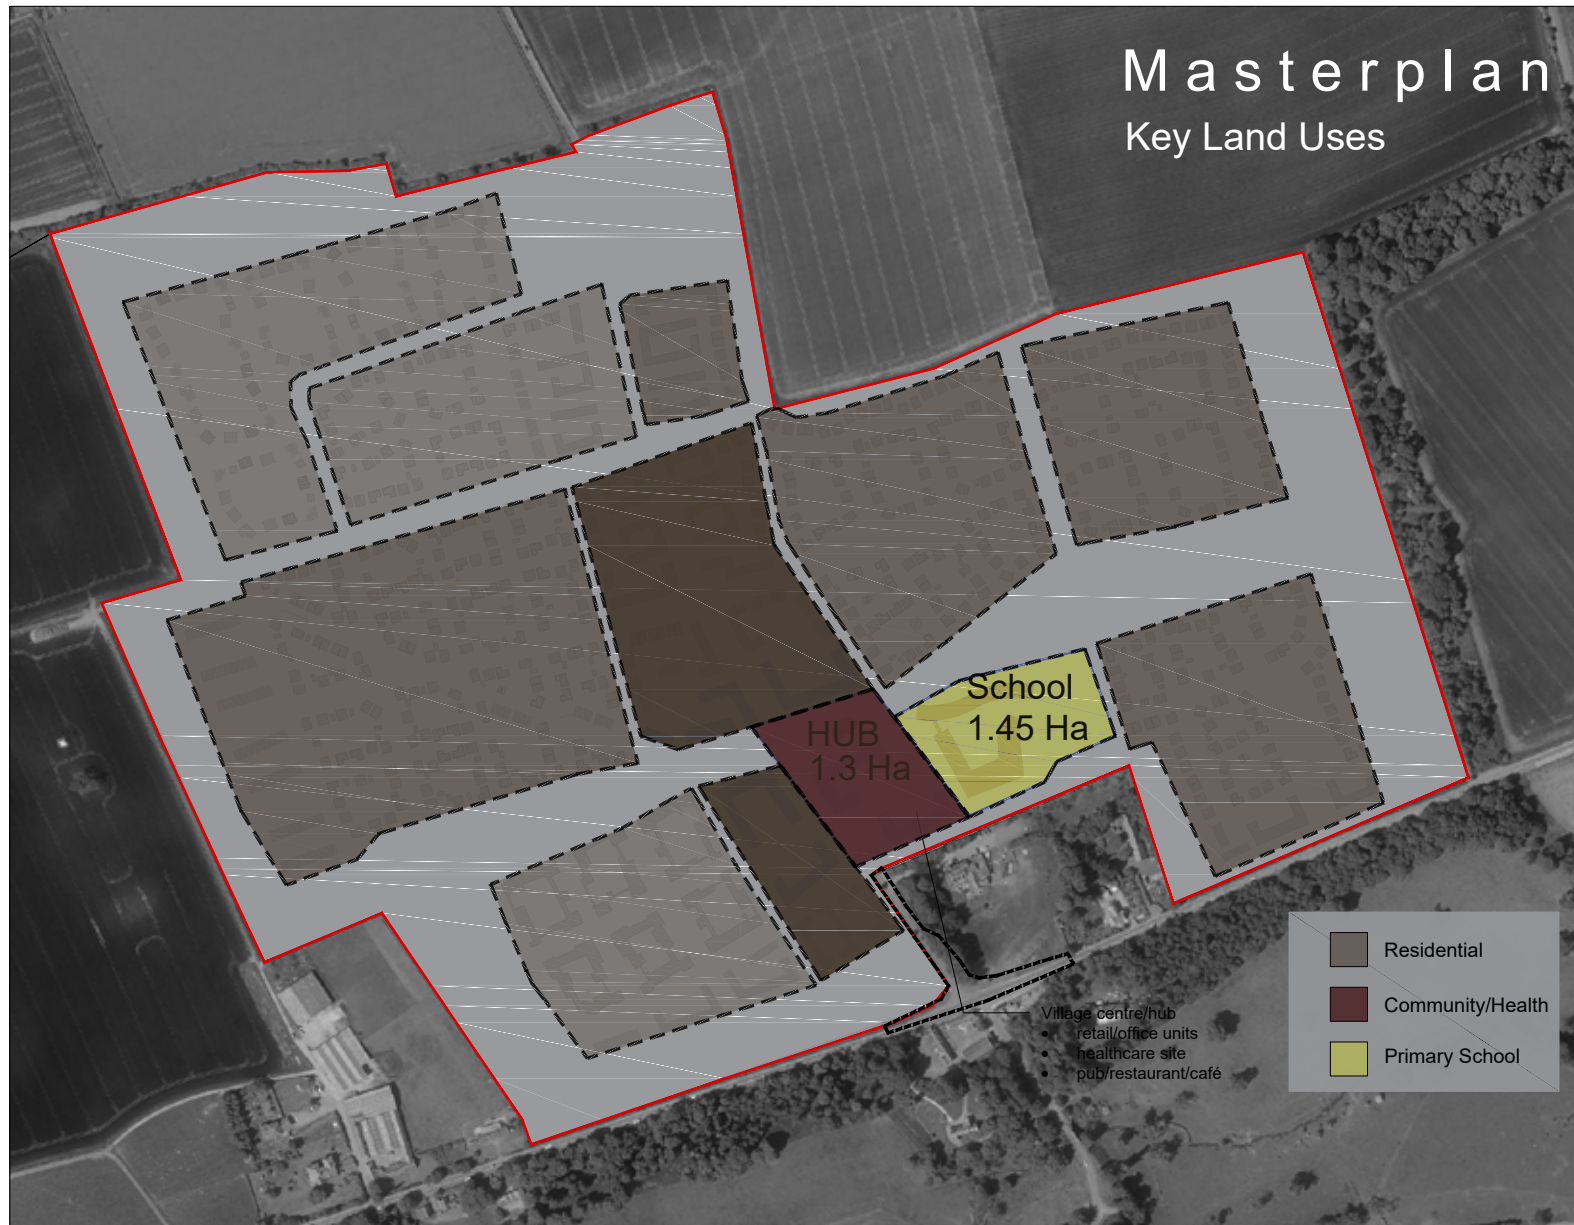 Masterplan
Key Land Uses
School
1.45 Ha
HUB
1.3 Ha
Village centre/hub
• retail/office units
• healthcare site
• pub/restaurant/café
Residential
Community/Health
Primary School